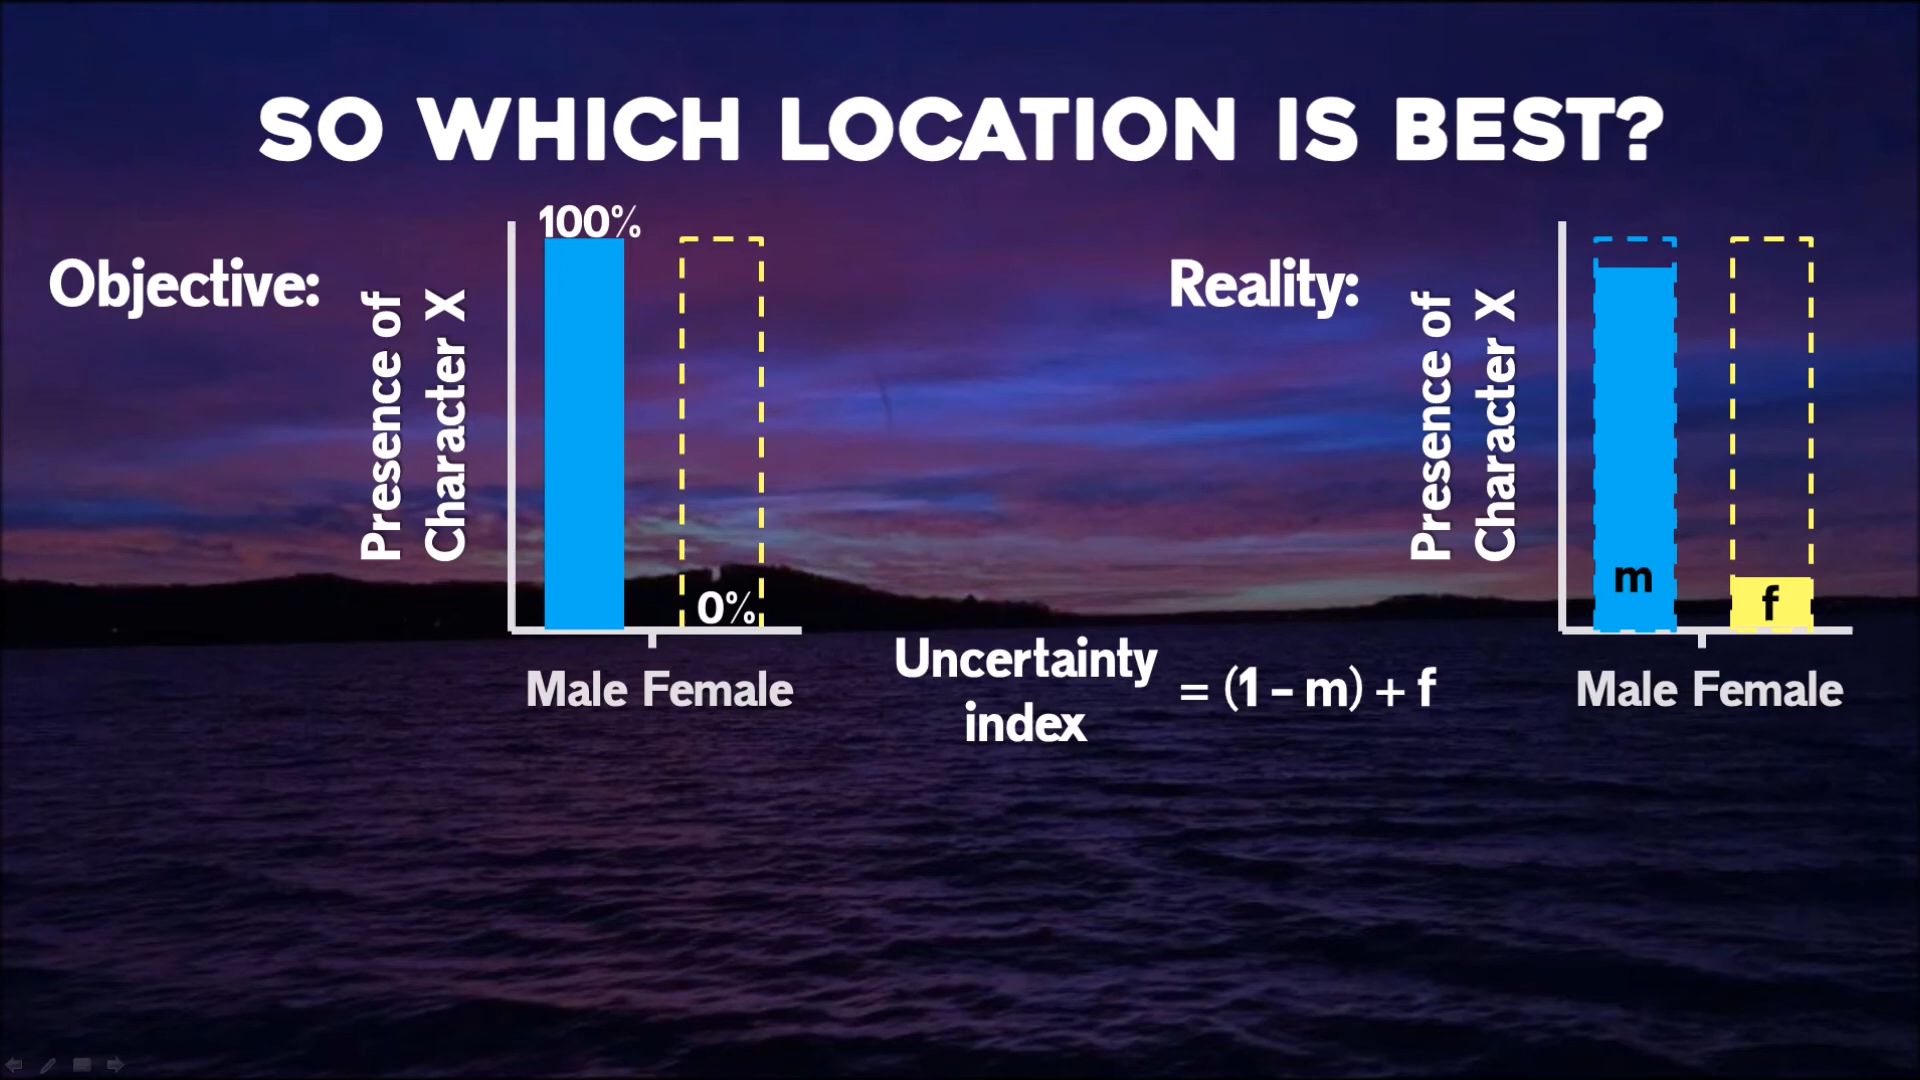 SO WHICH LOCATION IS BEST?
Objective:
Presence of
Character X
100%
0%
Male Female
Uncertainty
index
= (1 – m) + f
Reality:
Presence of
Character X
m
f
Male Female